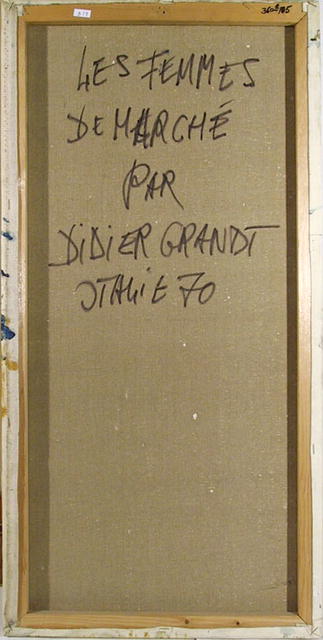 LES FEMMES
DE MARCHÉ
PAR
DIDIER GRANDT
ITALIE 70